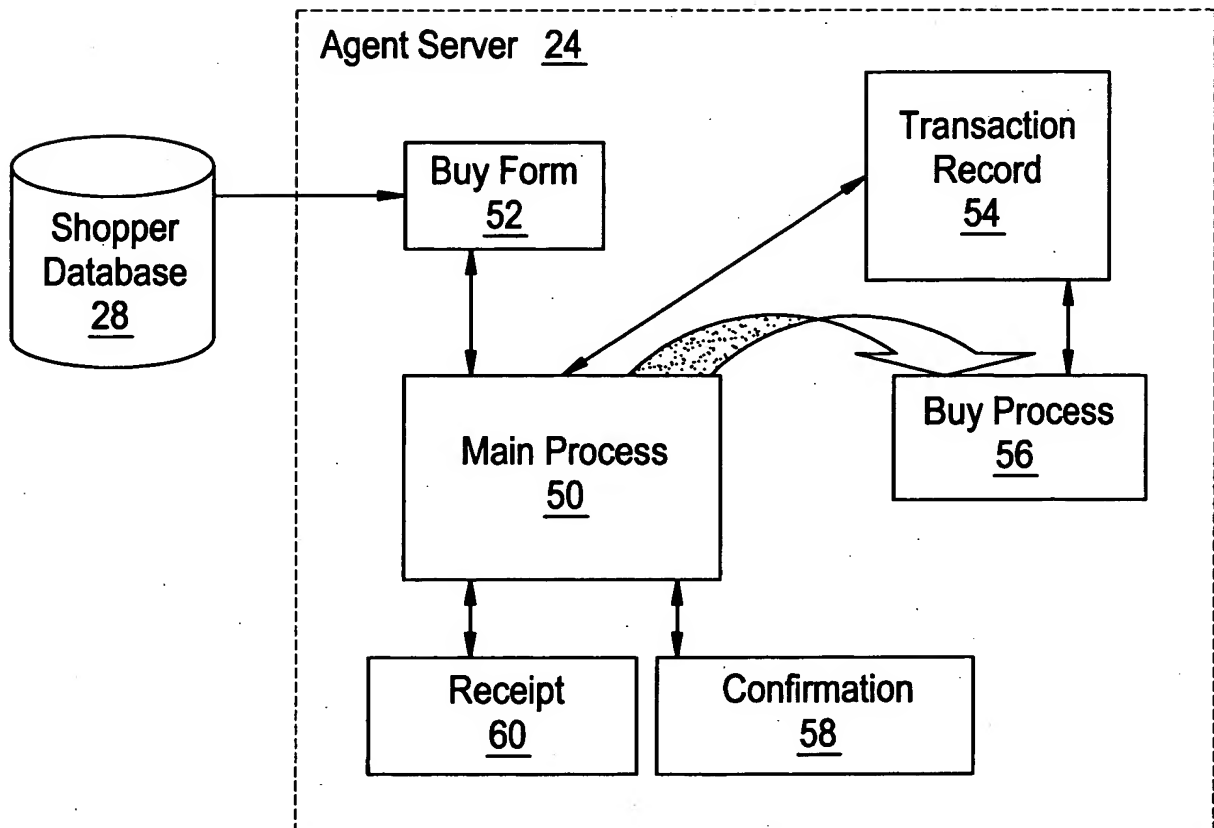 Agent Server 24
Shopper
Database
28
Buy Form
52
Transaction
Record
54
Main Process
50
Buy Process
56
Receipt
60
Confirmation
58